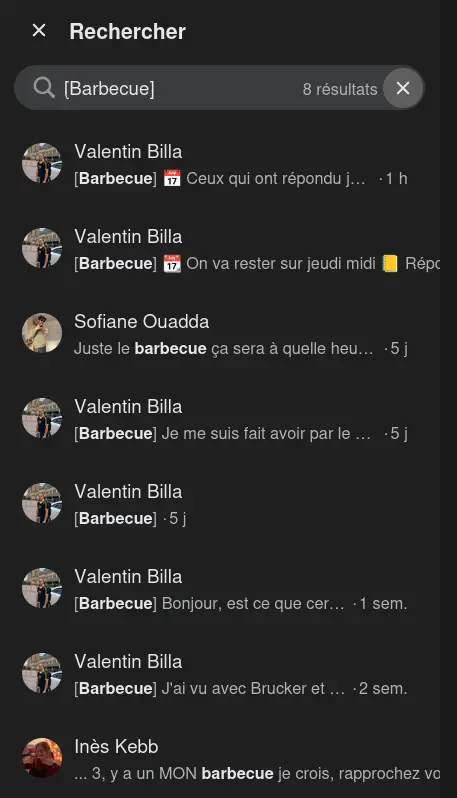 Rechercher
[Barbecue] 8 résultats
Valentin Billa
[Barbecue] 📅 Ceux qui ont répondu j... · 1 h
Valentin Billa
[Barbecue] 📆 On va rester sur jeudi midi 📒 Répo
Sofiane Ouadda
Juste le barbecue ça sera à quelle heu... · 5 j
Valentin Billa
[Barbecue] Je me suis fait avoir par le ... · 5 j
Valentin Billa
[Barbecue] · 5 j
Valentin Billa
[Barbecue] Bonjour, est ce que cer... · 1 sem.
Valentin Billa
[Barbecue] J'ai vu avec Brucker et ... · 2 sem.
Inès Kebb
... 3, y a un MON barbecue je crois, rapprochez vo